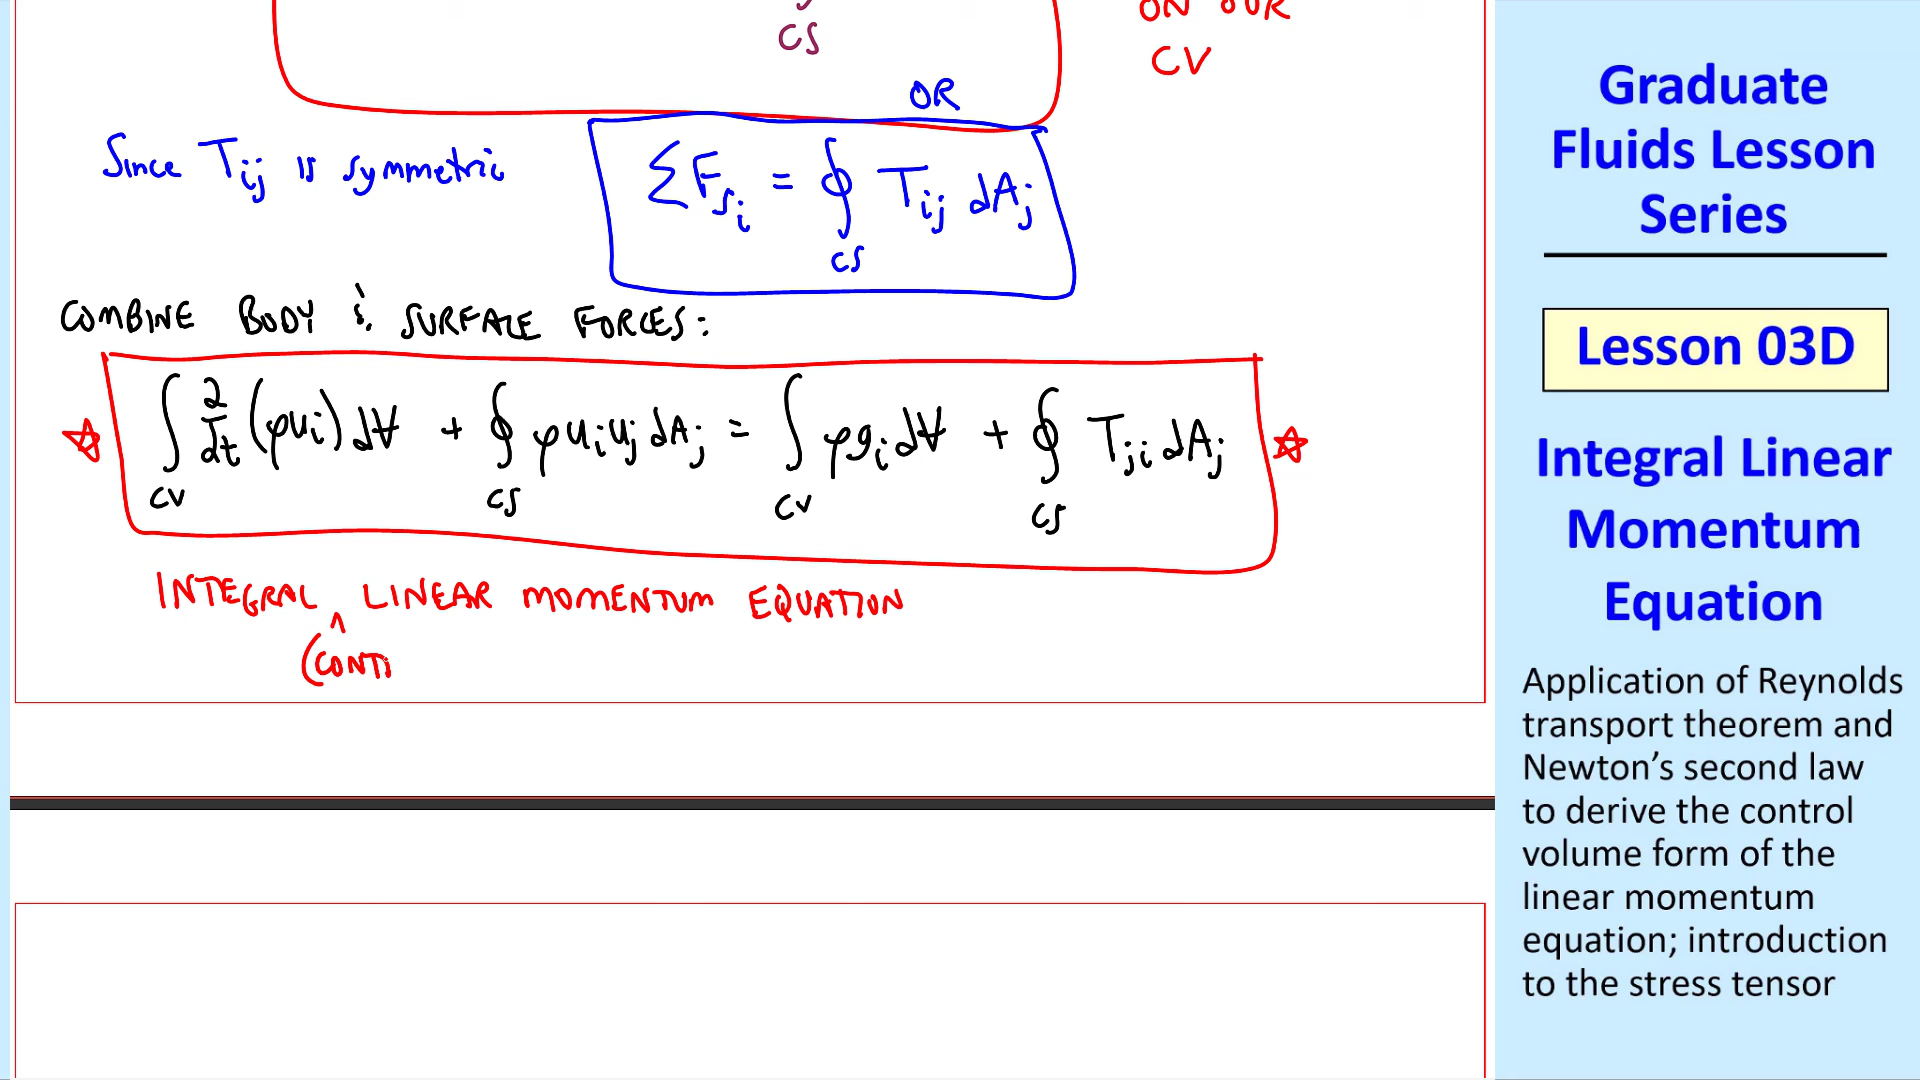 ON OUR
CS
CV
OR
Since Tij is symmetric
ΣFsi = ∮CS Tij dAj
COMBINE BODY & SURFACE FORCES:
∫CV ∂/∂t (ρui) dV + ∮CS ρuiuj dAj = ∫CV ρgi dV + ∮CS Tji dAj
INTEGRAL ^ LINEAR MOMENTUM EQUATION
(CONTI
Graduate
Fluids Lesson
Series
Lesson 03D
Integral Linear
Momentum
Equation
Application of Reynolds
transport theorem and
Newton’s second law
to derive the control
volume form of the
linear momentum
equation; introduction
to the stress tensor